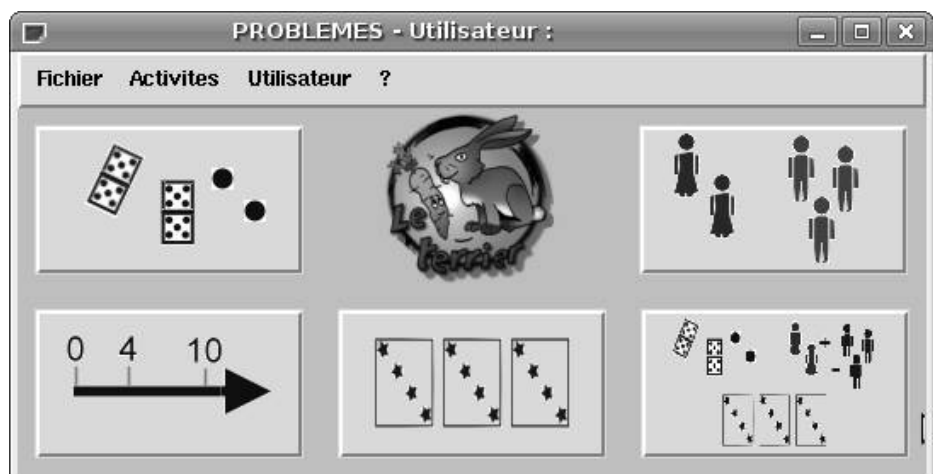 PROBLEMES - Utilisateur :
Fichier Activites Utilisateur ?
Le
terrier
0 4 10